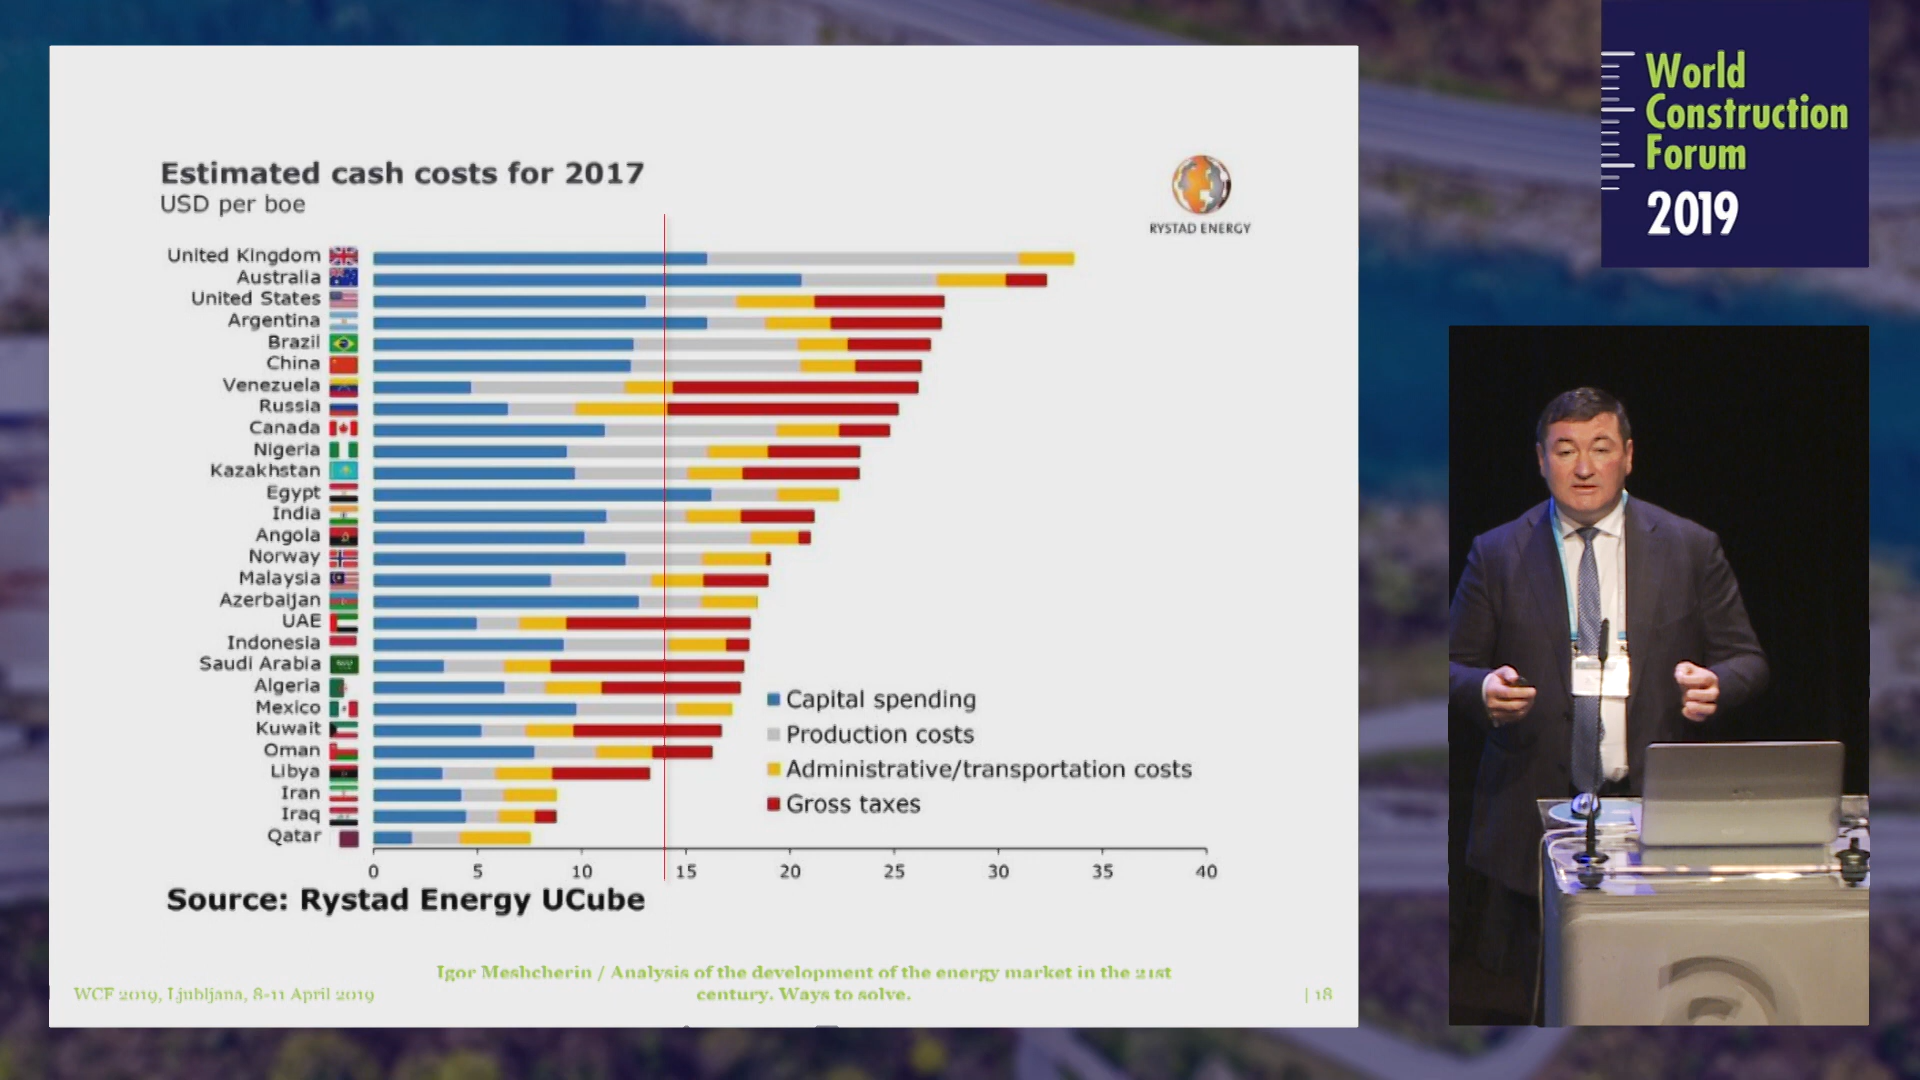 World
Construction
Forum
2019
Estimated cash costs for 2017
USD per boe
RYSTAD ENERGY
United Kingdom
Australia
United States
Argentina
Brazil
China
Venezuela
Russia
Canada
Nigeria
Kazakhstan
Egypt
India
Angola
Norway
Malaysia
Azerbaijan
UAE
Indonesia
Saudi Arabia
Algeria
Mexico
Kuwait
Oman
Libya
Iran
Iraq
Qatar
Capital spending
Production costs
Administrative/transportation costs
Gross taxes
0 5 10 15 20 25 30 35 40
Source: Rystad Energy UCube
Igor Meshcherin / Analysis of the development of the energy market in the 21st
century. Ways to solve.
WCF 2019, Ljubljana, 8-11 April 2019
| 18